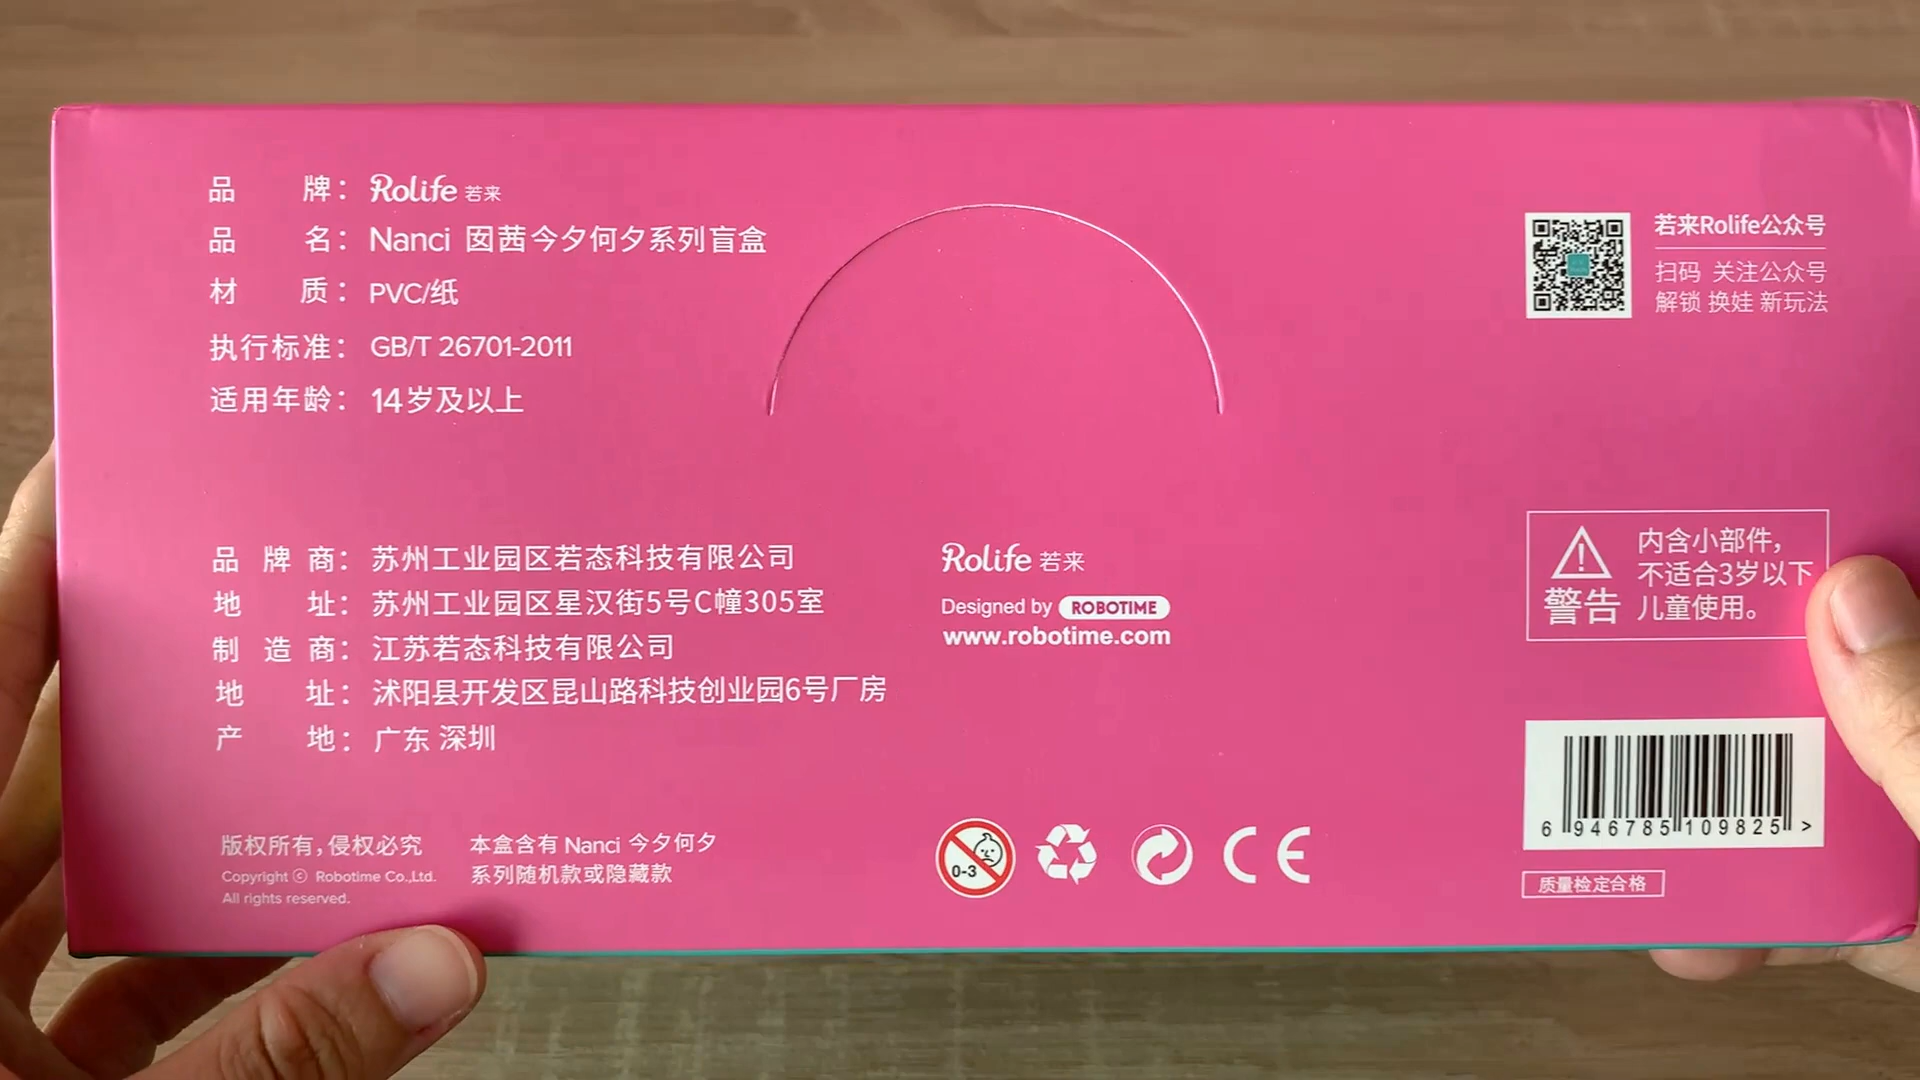 品牌：Rolife 若来
品名：Nanci 囡茜今夕何夕系列盲盒
材质：PVC/纸
执行标准：GB/T 26701-2011
适用年龄：14岁及以上
若来Rolife公众号
扫码 关注公众号
解锁 换娃 新玩法
品牌商：苏州工业园区若态科技有限公司
地址：苏州工业园区星汉街5号C幢305室
制造商：江苏若态科技有限公司
地址：沭阳县开发区昆山路科技创业园6号厂房
产地：广东 深圳
Rolife 若来
Designed by ROBOTIME
www.robotime.com
警告
内含小部件，
不适合3岁以下
儿童使用。
版权所有，侵权必究
Copyright © Robotime Co.,Ltd.
All rights reserved.
本盒含有 Nanci 今夕何夕
系列随机款或隐藏款
0-3
CE
6 946785 109825 >
质量检定合格